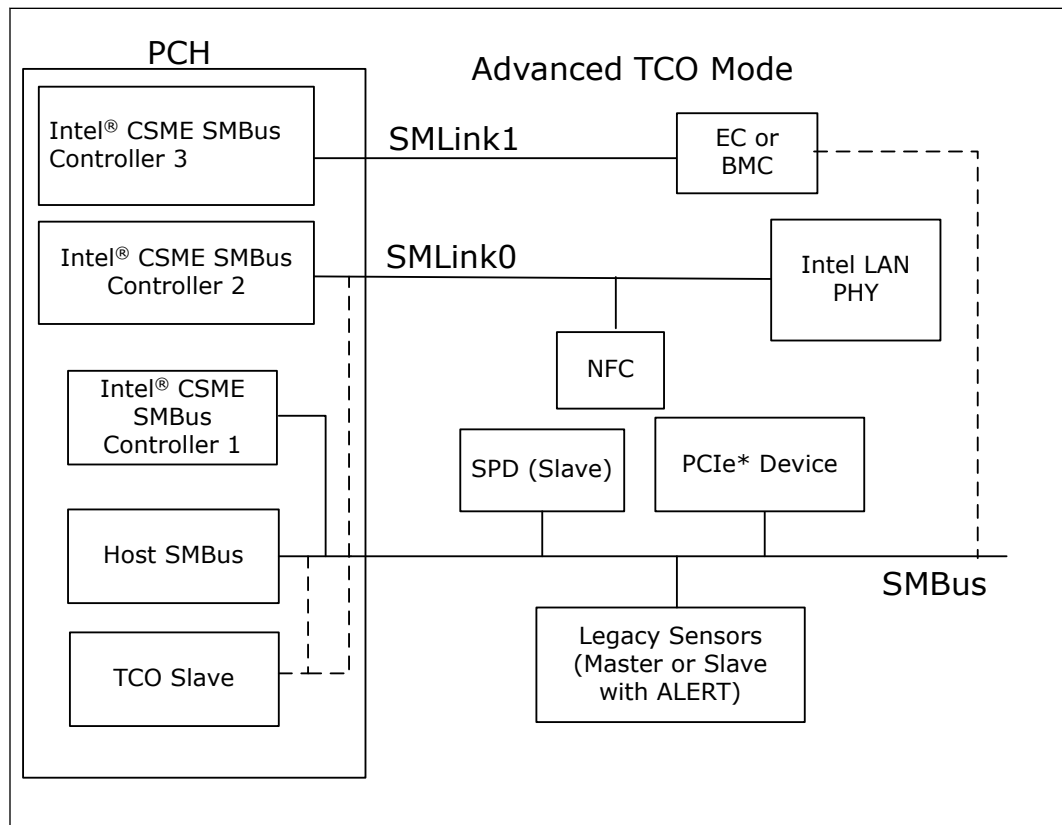 PCH
Advanced TCO Mode
Intel® CSME SMBus
Controller 3
SMLink1
EC or
BMC
Intel® CSME SMBus
Controller 2
SMLink0
Intel LAN
PHY
NFC
Intel® CSME
SMBus
Controller 1
SPD (Slave)
PCIe* Device
Host SMBus
SMBus
Legacy Sensors
(Master or Slave
with ALERT)
TCO Slave